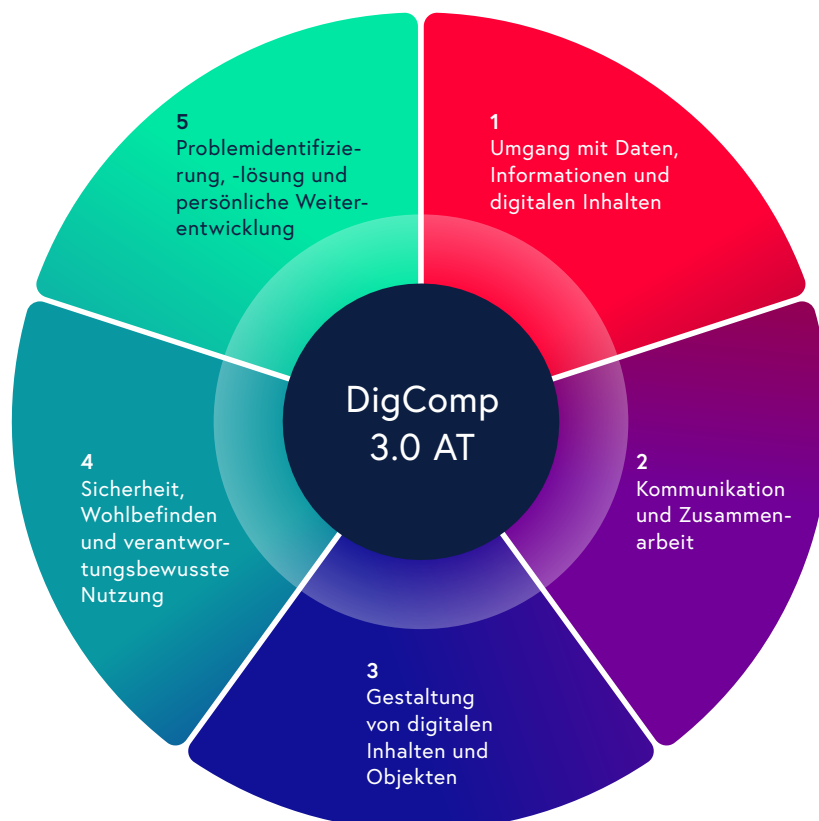 5
Problemidentifizie-
rung, -lösung und
persönliche Weiter-
entwicklung
1
Umgang mit Daten,
Informationen und
digitalen Inhalten
DigComp
3.0 AT
4
Sicherheit,
Wohlbefinden
und verantwor-
tungsbewusste
Nutzung
2
Kommunikation
und Zusammen-
arbeit
3
Gestaltung
von digitalen
Inhalten und
Objekten